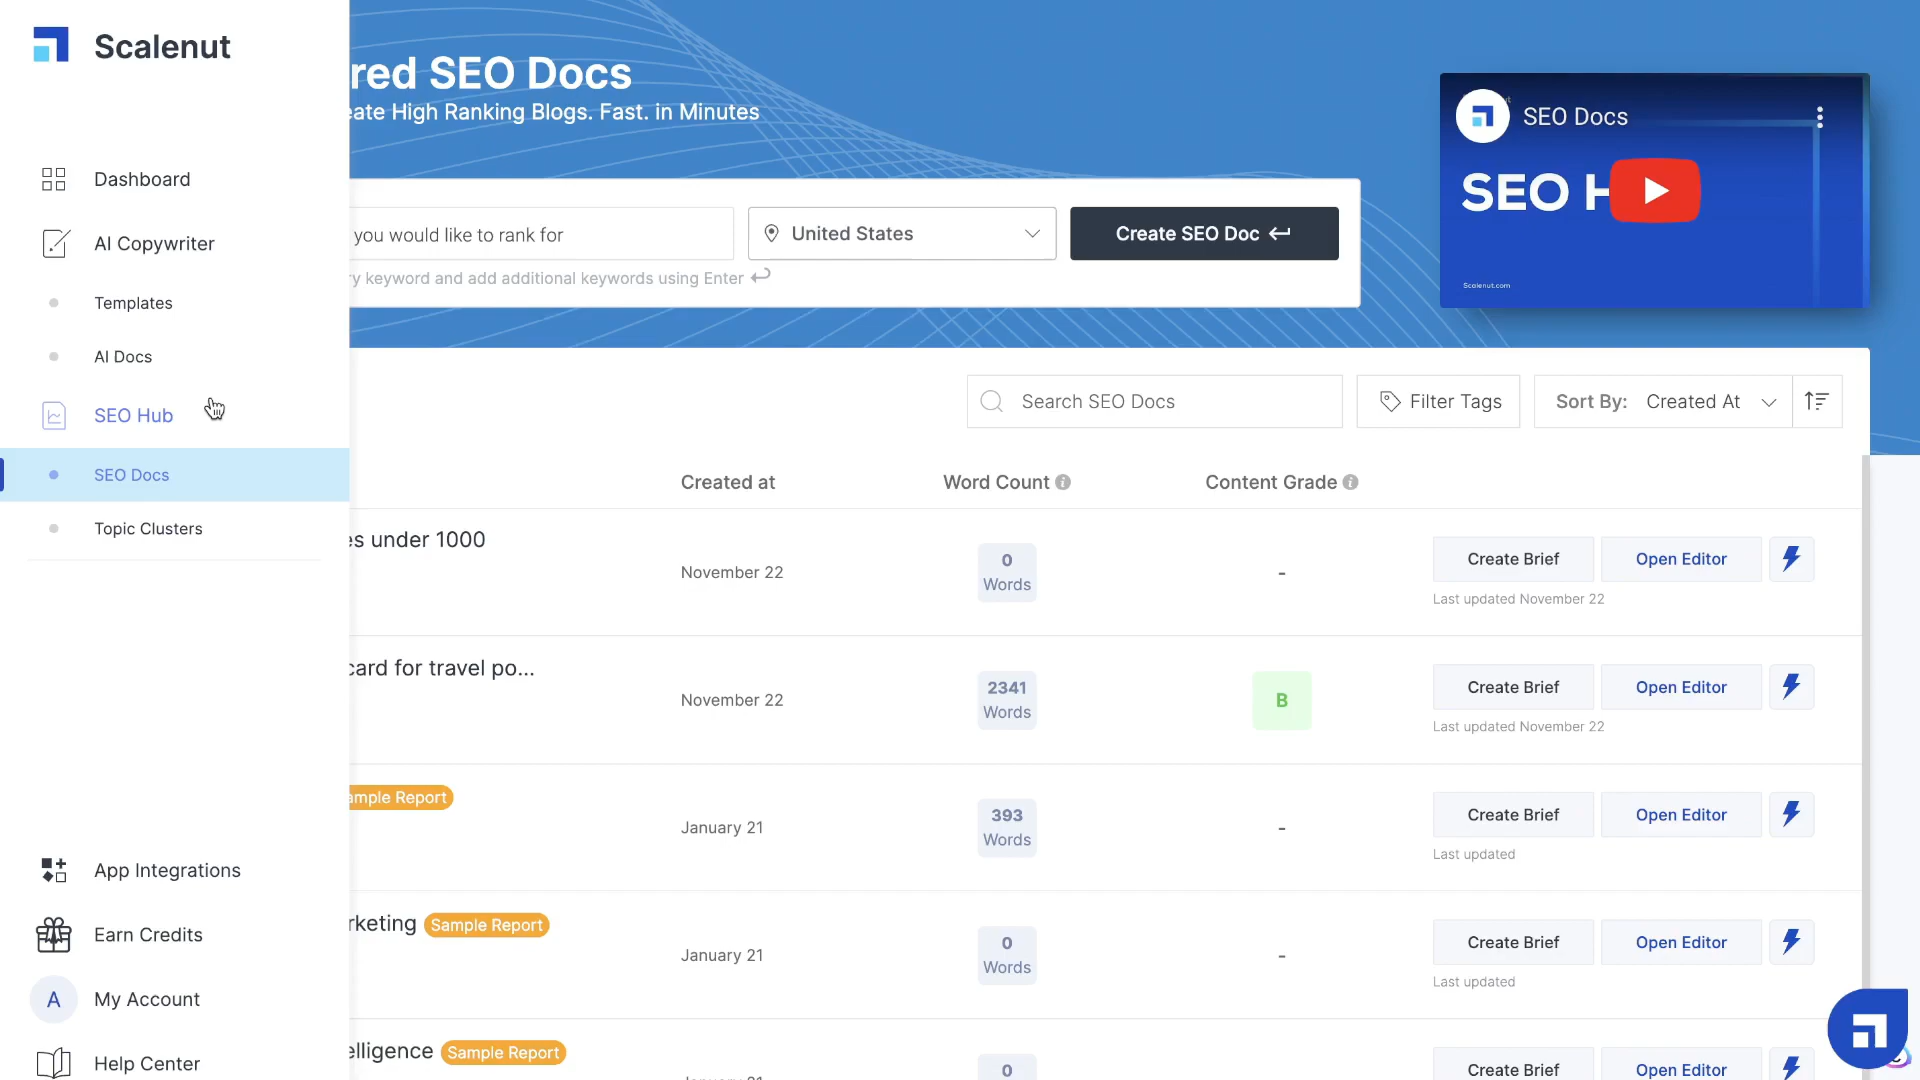 Scalenut
Dashboard
AI Copywriter
Templates
AI Docs
SEO Hub
SEO Docs
Topic Clusters
App Integrations
Earn Credits
A
My Account
Help Center
red SEO Docs
eate High Ranking Blogs. Fast. in Minutes
you would like to rank for
United States
Create SEO Doc
ry keyword and add additional keywords using Enter
SEO Docs
SEO H
Scalenut.com
Search SEO Docs
Filter Tags
Sort By: Created At
Created at Word Count Content Grade
es under 1000
November 22
0
Words
-
Create Brief Open Editor
Last updated November 22
card for travel po...
November 22
2341
Words
B
Create Brief Open Editor
Last updated November 22
ample Report
January 21
393
Words
-
Create Brief Open Editor
Last updated
rketing Sample Report
January 21
0
Words
-
Create Brief Open Editor
Last updated
elligence Sample Report
0
Create Brief Open Editor